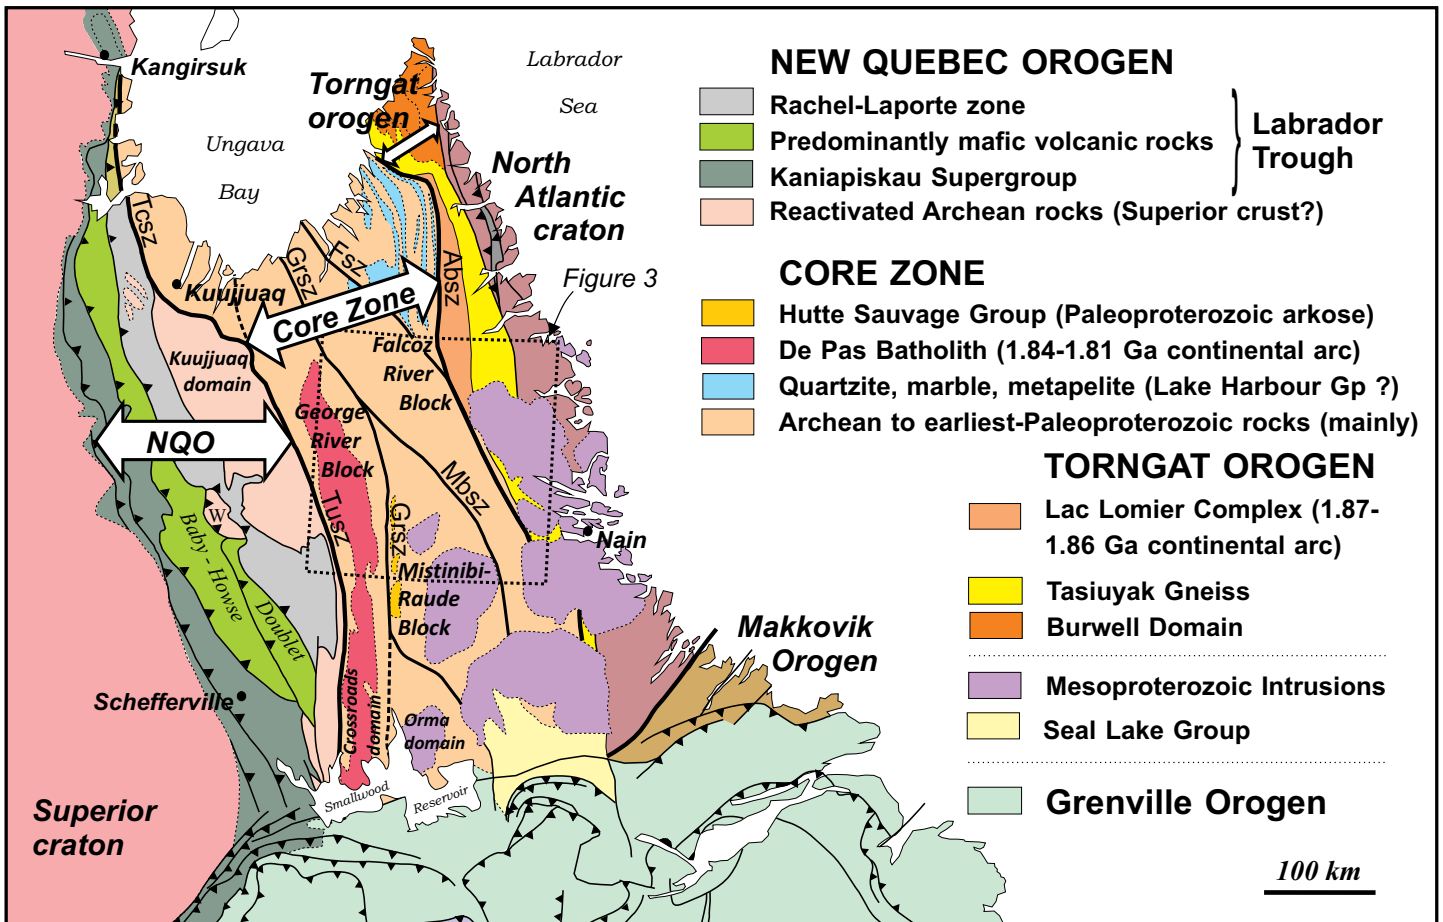 Kangirsuk
Torngat
orogen
Labrador
Sea
Ungava
Bay
North
Atlantic
craton
Figure 3
Tcsz
Grsz
Fsz
Absz
Kuujjuaq
Core Zone
Kuujjuaq
domain
Falcoz
River
Block
George
River
Block
NQO
Mbsz
Tusz
Grsz
W
Baby - Howse
Doublet
Nain
Mistinibi-
Raude
Block
Makkovik
Orogen
Schefferville
Crossroads
domain
Orma
domain
Smallwood
Reservoir
Superior
craton
NEW QUEBEC OROGEN
Rachel-Laporte zone
Predominantly mafic volcanic rocks
Kaniapiskau Supergroup
Labrador
Trough
Reactivated Archean rocks (Superior crust?)
CORE ZONE
Hutte Sauvage Group (Paleoproterozoic arkose)
De Pas Batholith (1.84-1.81 Ga continental arc)
Quartzite, marble, metapelite (Lake Harbour Gp ?)
Archean to earliest-Paleoproterozoic rocks (mainly)
TORNGAT OROGEN
Lac Lomier Complex (1.87-
1.86 Ga continental arc)
Tasiuyak Gneiss
Burwell Domain
Mesoproterozoic Intrusions
Seal Lake Group
Grenville Orogen
100 km